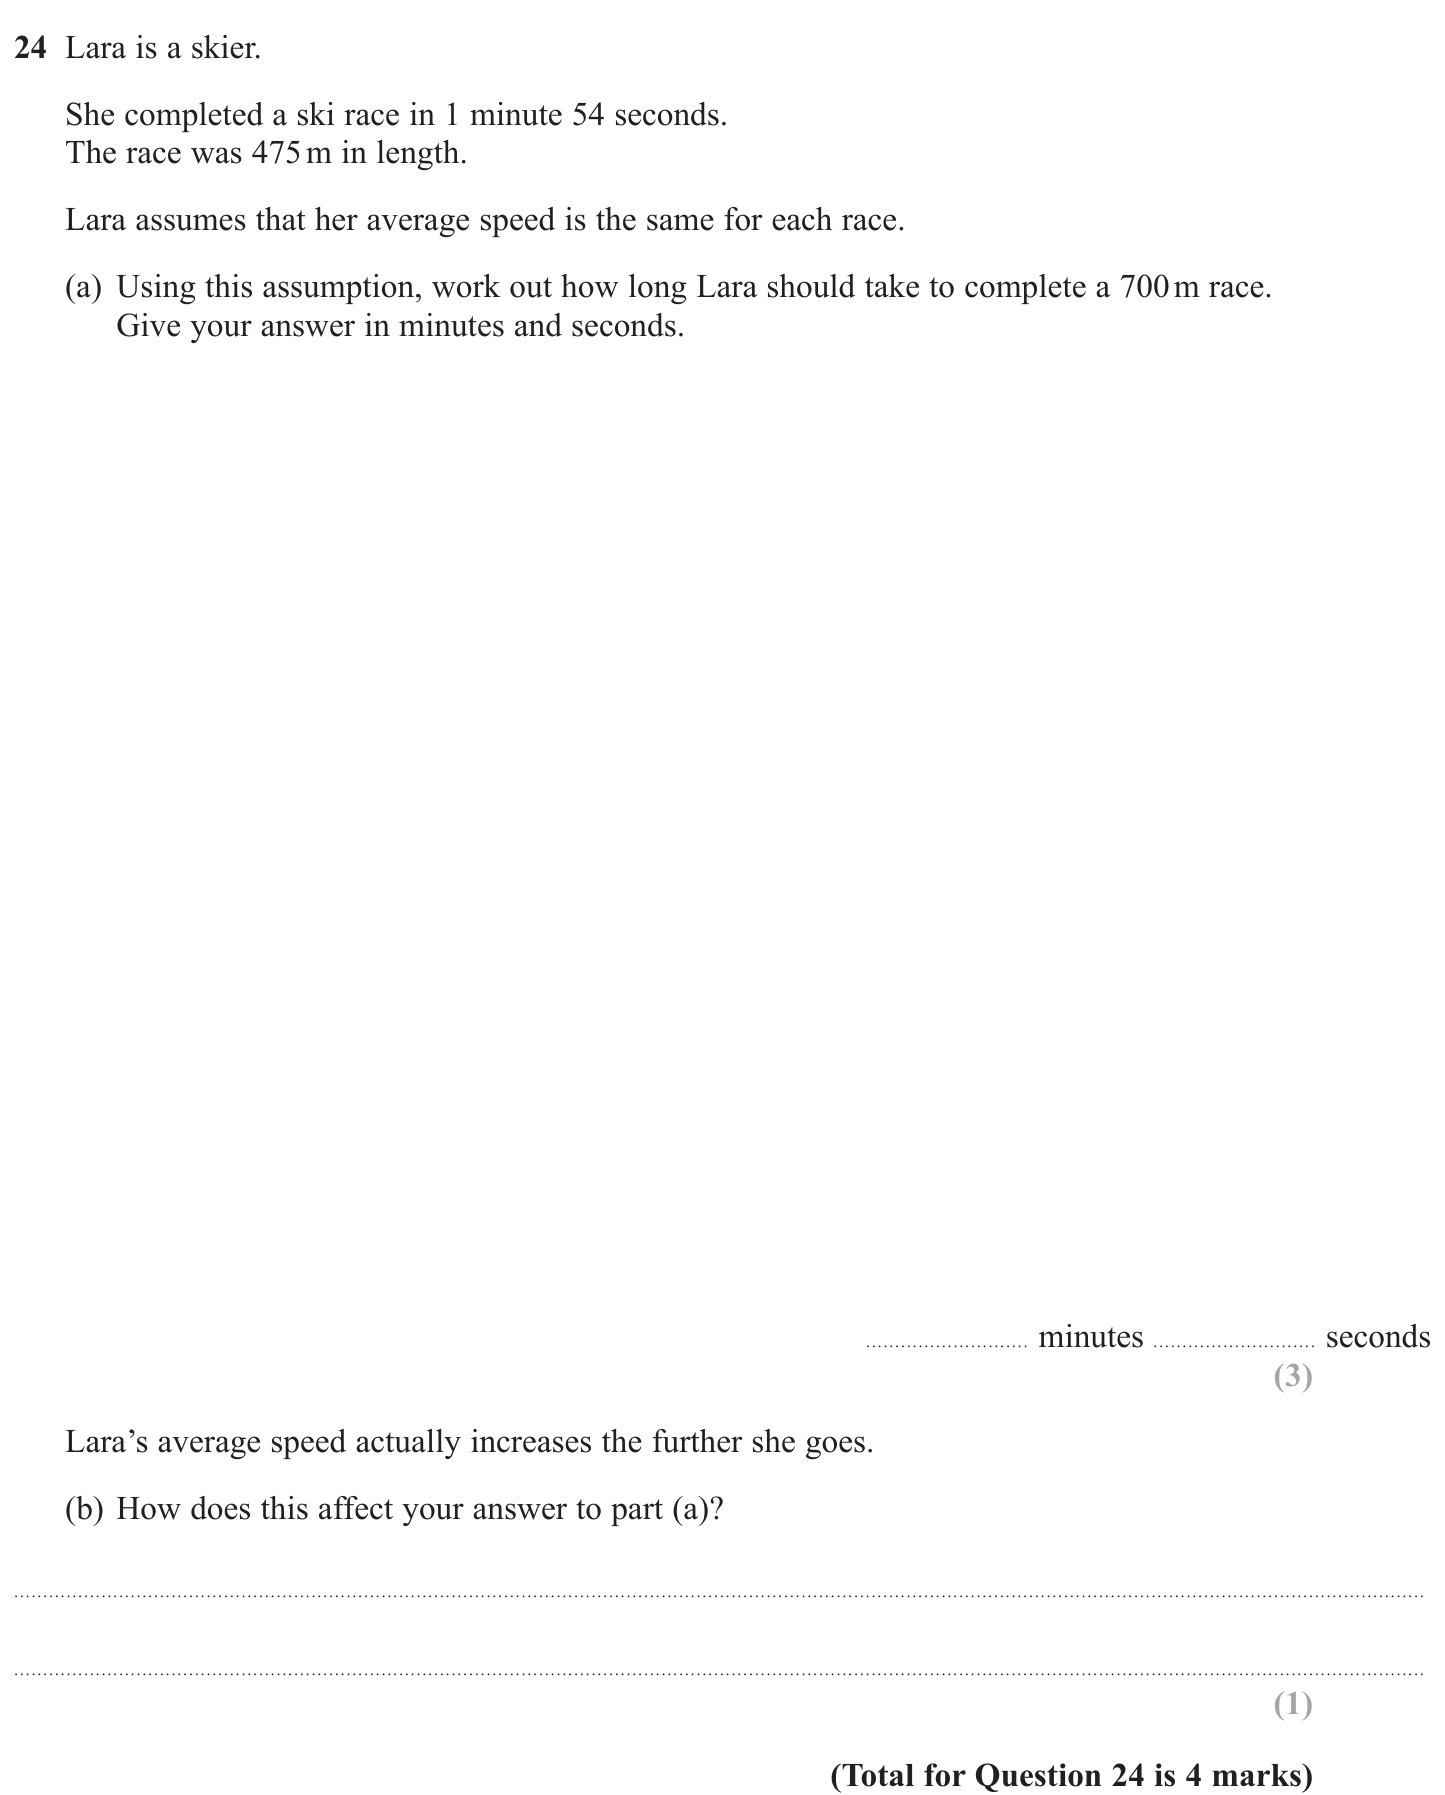 24 Lara is a skier.
She completed a ski race in 1 minute 54 seconds.
The race was 475 m in length.
Lara assumes that her average speed is the same for each race.
(a) Using this assumption, work out how long Lara should take to complete a 700 m race.
Give your answer in minutes and seconds.
............................ minutes ............................ seconds
(3)
Lara’s average speed actually increases the further she goes.
(b) How does this affect your answer to part (a)?
(1)
(Total for Question 24 is 4 marks)